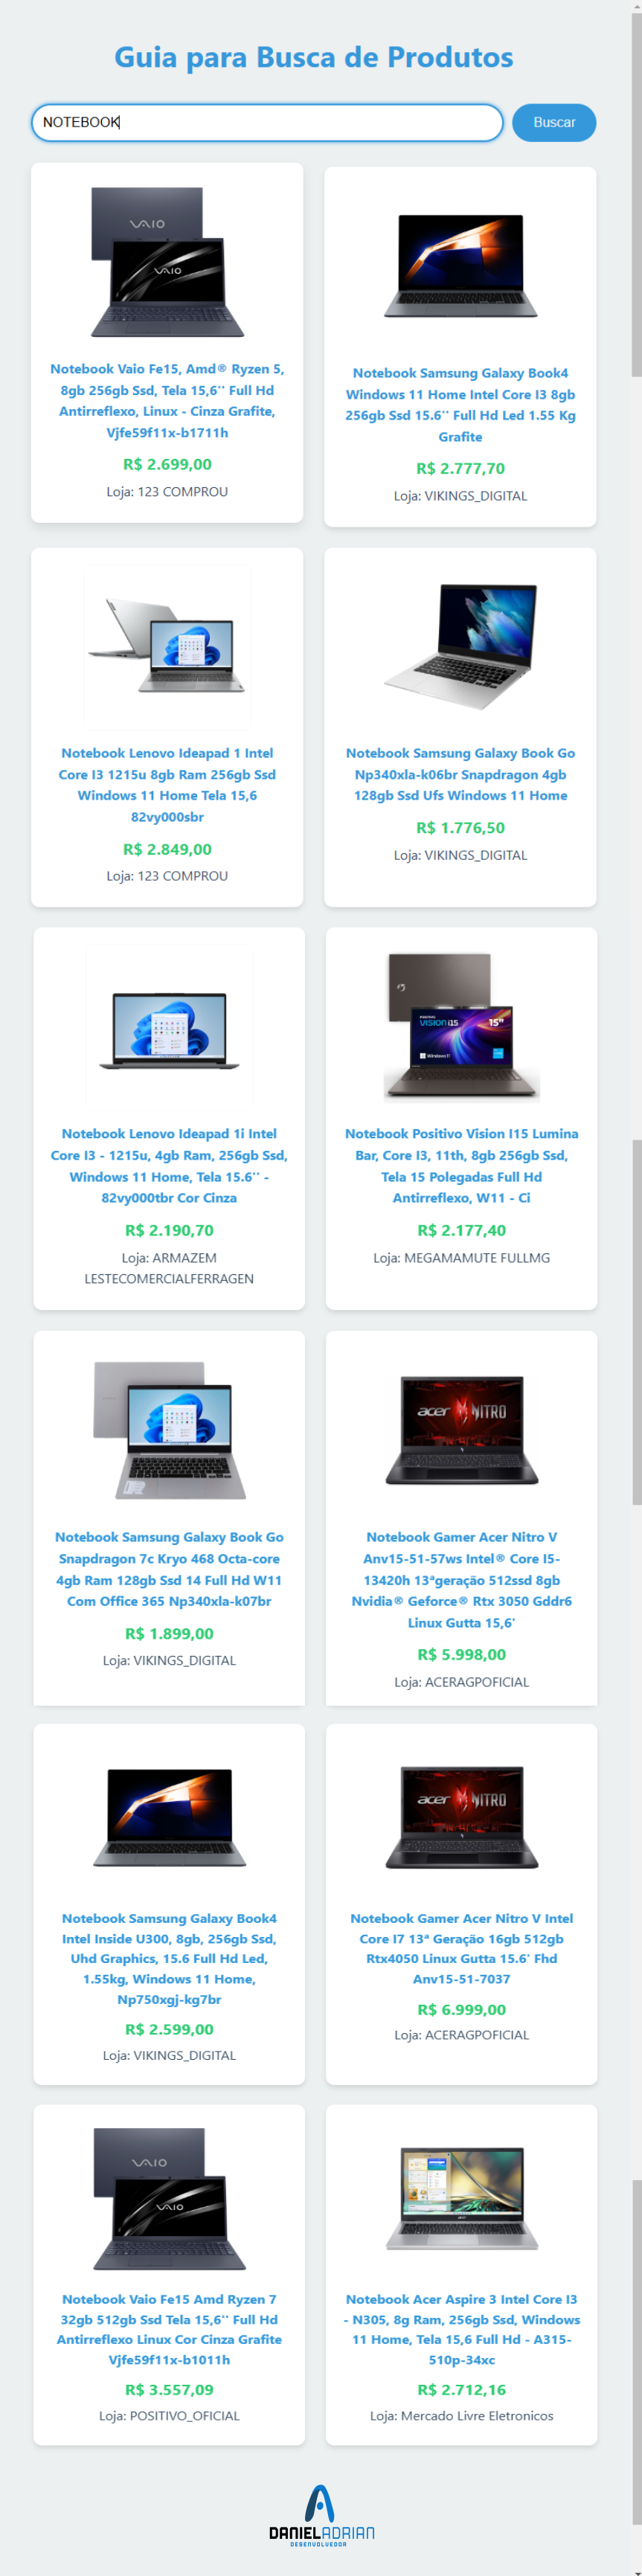 Guia para Busca de Produtos
NOTEBOOK
Buscar
VAIO
VAIO
Notebook Vaio Fe15, Amd® Ryzen 5,
8gb 256gb Ssd, Tela 15,6'' Full Hd
Antirreflexo, Linux - Cinza Grafite,
Vjfe59f11x-b1711h
R$ 2.699,00
Loja: 123 COMPROU
Notebook Samsung Galaxy Book4
Windows 11 Home Intel Core I3 8gb
256gb Ssd 15.6'' Full Hd Led 1.55 Kg
Grafite
R$ 2.777,70
Loja: VIKINGS_DIGITAL
Notebook Lenovo Ideapad 1 Intel
Core I3 1215u 8gb Ram 256gb Ssd
Windows 11 Home Tela 15,6
82vy000sbr
R$ 2.849,00
Loja: 123 COMPROU
Notebook Samsung Galaxy Book Go
Np340xla-k06br Snapdragon 4gb
128gb Ssd Ufs Windows 11 Home
R$ 1.776,50
Loja: VIKINGS_DIGITAL
Notebook Lenovo Ideapad 1i Intel
Core I3 - 1215u, 4gb Ram, 256gb Ssd,
Windows 11 Home, Tela 15.6'' -
82vy000tbr Cor Cinza
R$ 2.190,70
Loja: ARMAZEM
LESTECOMERCIALFERRAGEN
POSITIVO
VISION i15
15"
Windows 11
Notebook Positivo Vision I15 Lumina
Bar, Core I3, 11th, 8gb 256gb Ssd,
Tela 15 Polegadas Full Hd
Antirreflexo, W11 - Ci
R$ 2.177,40
Loja: MEGAMAMUTE FULLMG
Notebook Samsung Galaxy Book Go
Snapdragon 7c Kryo 468 Octa-core
4gb Ram 128gb Ssd 14 Full Hd W11
Com Office 365 Np340xla-k07br
R$ 1.899,00
Loja: VIKINGS_DIGITAL
acer NITRO
Notebook Gamer Acer Nitro V
Anv15-51-57ws Intel® Core I5-
13420h 13ªgeração 512ssd 8gb
Nvidia® Geforce® Rtx 3050 Gddr6
Linux Gutta 15,6'
R$ 5.998,00
Loja: ACERAGPOFICIAL
Notebook Samsung Galaxy Book4
Intel Inside U300, 8gb, 256gb Ssd,
Uhd Graphics, 15.6 Full Hd Led,
1.55kg, Windows 11 Home,
Np750xgj-kg7br
R$ 2.599,00
Loja: VIKINGS_DIGITAL
acer NITRO
Notebook Gamer Acer Nitro V Intel
Core I7 13ª Geração 16gb 512gb
Rtx4050 Linux Gutta 15.6' Fhd
Anv15-51-7037
R$ 6.999,00
Loja: ACERAGPOFICIAL
VAIO
VAIO
Notebook Vaio Fe15 Amd Ryzen 7
32gb 512gb Ssd Tela 15,6'' Full Hd
Antirreflexo Linux Cor Cinza Grafite
Vjfe59f11x-b1011h
R$ 3.557,09
Loja: POSITIVO_OFICIAL
Notebook Acer Aspire 3 Intel Core I3
- N305, 8g Ram, 256gb Ssd, Windows
11 Home, Tela 15,6 Full Hd - A315-
510p-34xc
R$ 2.712,16
Loja: Mercado Livre Eletronicos
DANIELADRIAN
DESENVOLVEDOR